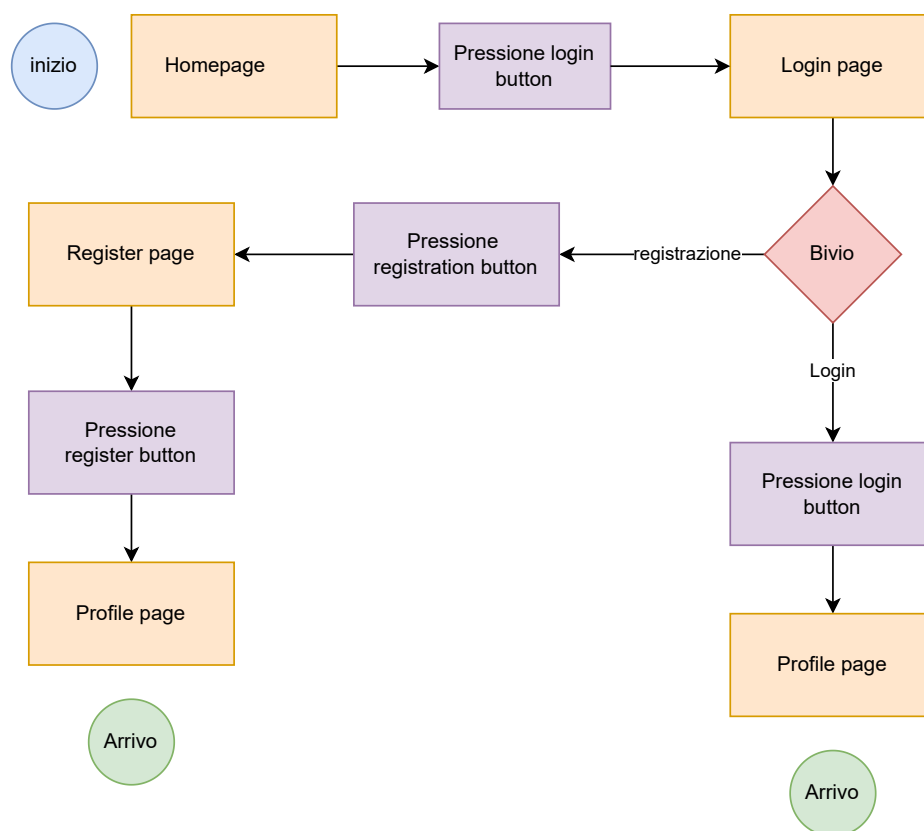 inizio
Homepage
Pressione login
button
Login page
Register page
Pressione
registration button
registrazione
Bivio
Login
Pressione
register button
Pressione login
button
Profile page
Profile page
Arrivo
Arrivo